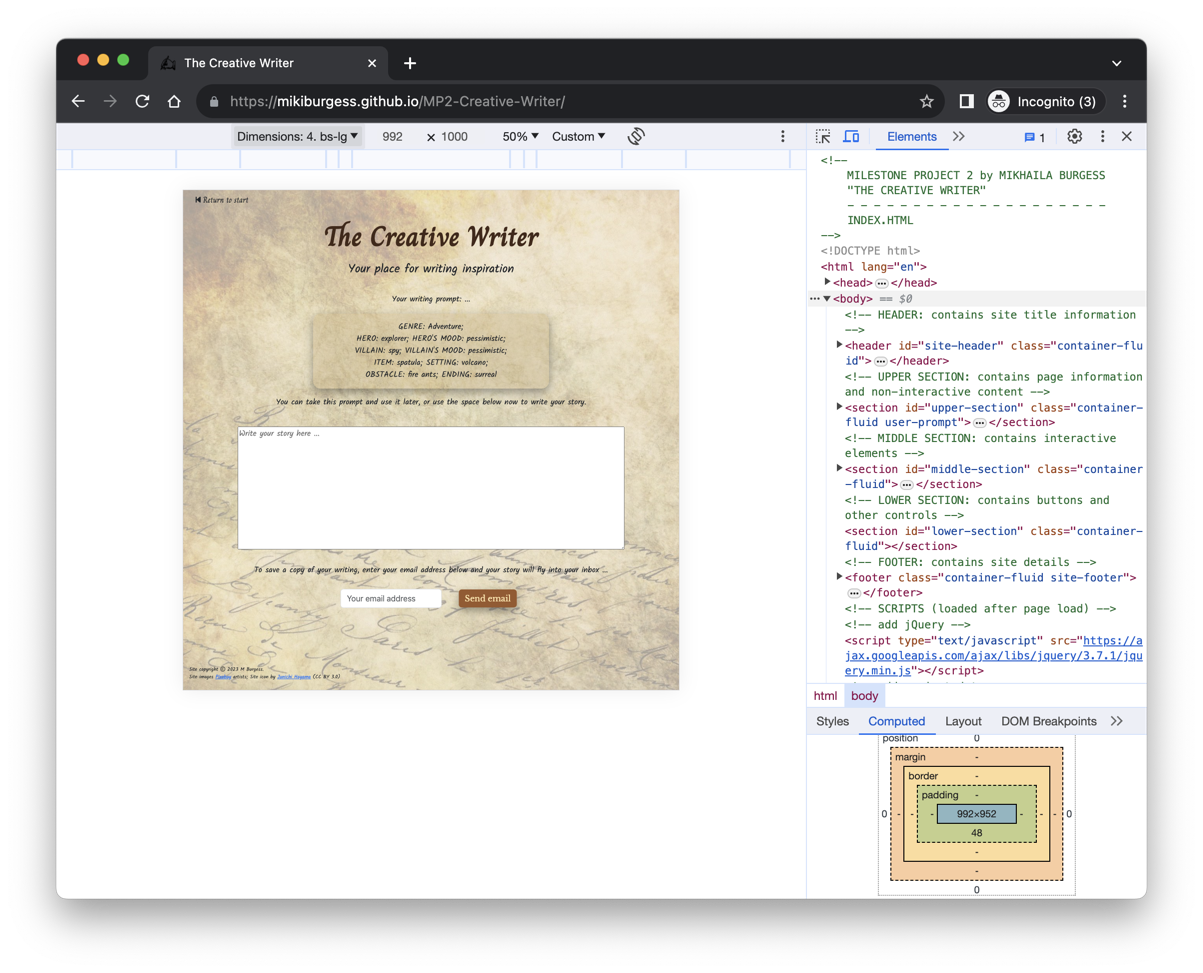 The Creative Writer
https://mikiburgess.github.io/MP2-Creative-Writer/
Incognito (3)
Dimensions: 4. bs-lg ▼ 992 × 1000 50% ▼ Custom ▼
Return to start
The Creative Writer
Your place for writing inspiration
Your writing prompt: ...
GENRE: Adventure;
HERO: explorer; HERO'S MOOD: pessimistic;
VILLAIN: spy; VILLAIN'S MOOD: pessimistic;
ITEM: spatula; SETTING: volcano;
OBSTACLE: fire ants; ENDING: surreal
You can take this prompt and use it later, or use the space below now to write your story.
Write your story here ...
To save a copy of your writing, enter your email address below and your story will fly into your inbox ...
Your email address
Send email
Site copyright © 2023 M Burgess.
Site images Pixabay artists; Site icon by (CC BY 3.0)
Elements
1
<!--
MILESTONE PROJECT 2 by MIKHAILA BURGESS
"THE CREATIVE WRITER"
- - - - - - - - - - - - - - - - - - - -
INDEX.HTML
-->
<!DOCTYPE html>
<html lang="en">
<head> ··· </head>
··· <body> == $0
<!-- HEADER: contains site title information
-->
<header id="site-header" class="container-flu
id"> ··· </header>
<!-- UPPER SECTION: contains page information
and non-interactive content -->
<section id="upper-section" class="container-
fluid user-prompt"> ··· </section>
<!-- MIDDLE SECTION: contains interactive
elements -->
<section id="middle-section" class="container
-fluid"> ··· </section>
<!-- LOWER SECTION: contains buttons and
other controls -->
<section id="lower-section" class="container-
fluid"></section>
<!-- FOOTER: contains site details -->
<footer class="container-fluid site-footer">
··· </footer>
<!-- SCRIPTS (loaded after page load) -->
<!-- add jQuery -->
<script type="text/javascript" src="https://a
jax.googleapis.com/ajax/libs/jquery/3.7.1/jqu
ery.min.js"></script>
html body
Styles Computed Layout DOM Breakpoints
position 0
margin -
border -
padding -
0 - - - 992×952 - - - 0
48
-
-
0